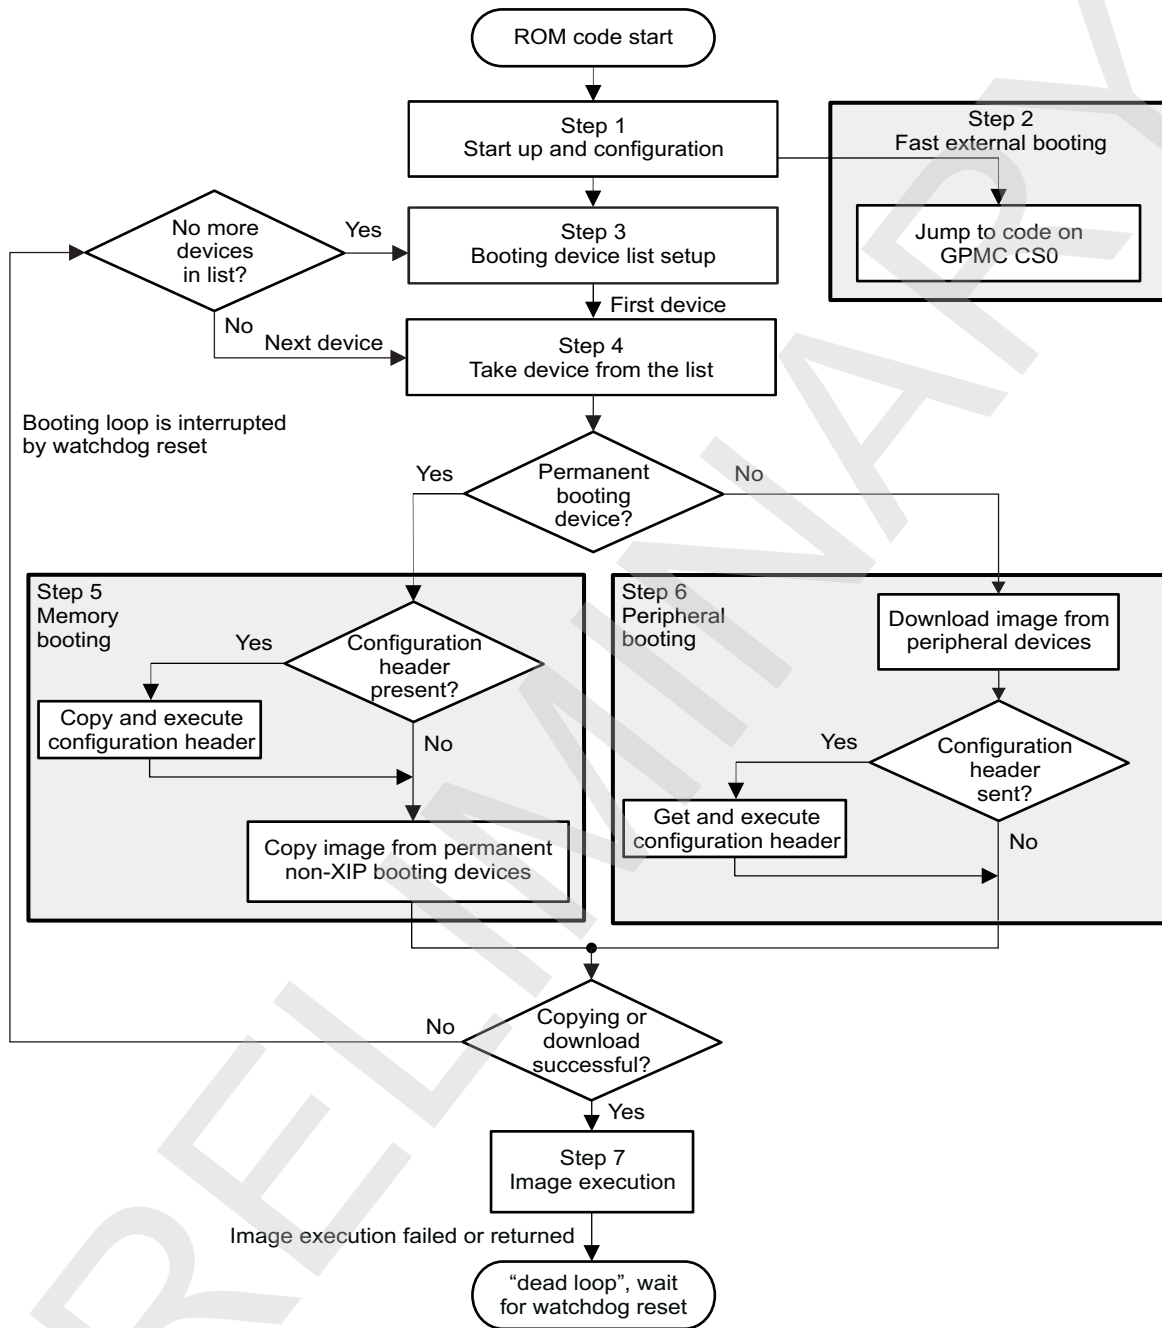 ROM code start
Step 1
Start up and configuration
Step 2
Fast external booting
Jump to code on
GPMC CS0
No more
devices
in list?
Yes
Step 3
Booting device list setup
First device
No
Next device
Step 4
Take device from the list
Booting loop is interrupted
by watchdog reset
Yes
Permanent
booting
device?
No
Step 5
Memory
booting
Yes
Configuration
header
present?
Copy and execute
configuration header
No
Copy image from permanent
non-XIP booting devices
Step 6
Peripheral
booting
Download image from
peripheral devices
Yes
Configuration
header
sent?
Get and execute
configuration header
No
No
Copying or
download
successful?
Yes
Step 7
Image execution
Image execution failed or returned
“dead loop”, wait
for watchdog reset
RELIMINARY